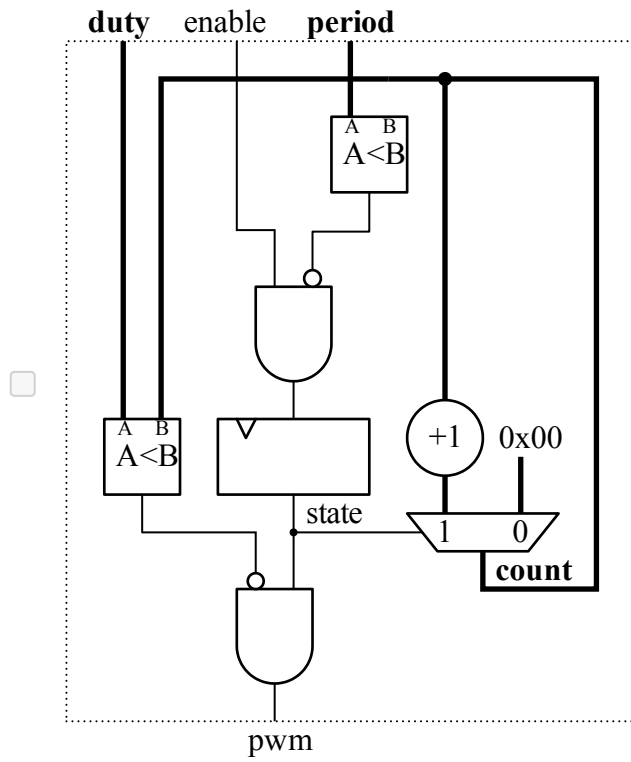 duty enable period
A B
A<B
A B
A<B
+1 0x00
state
1 0
count
pwm